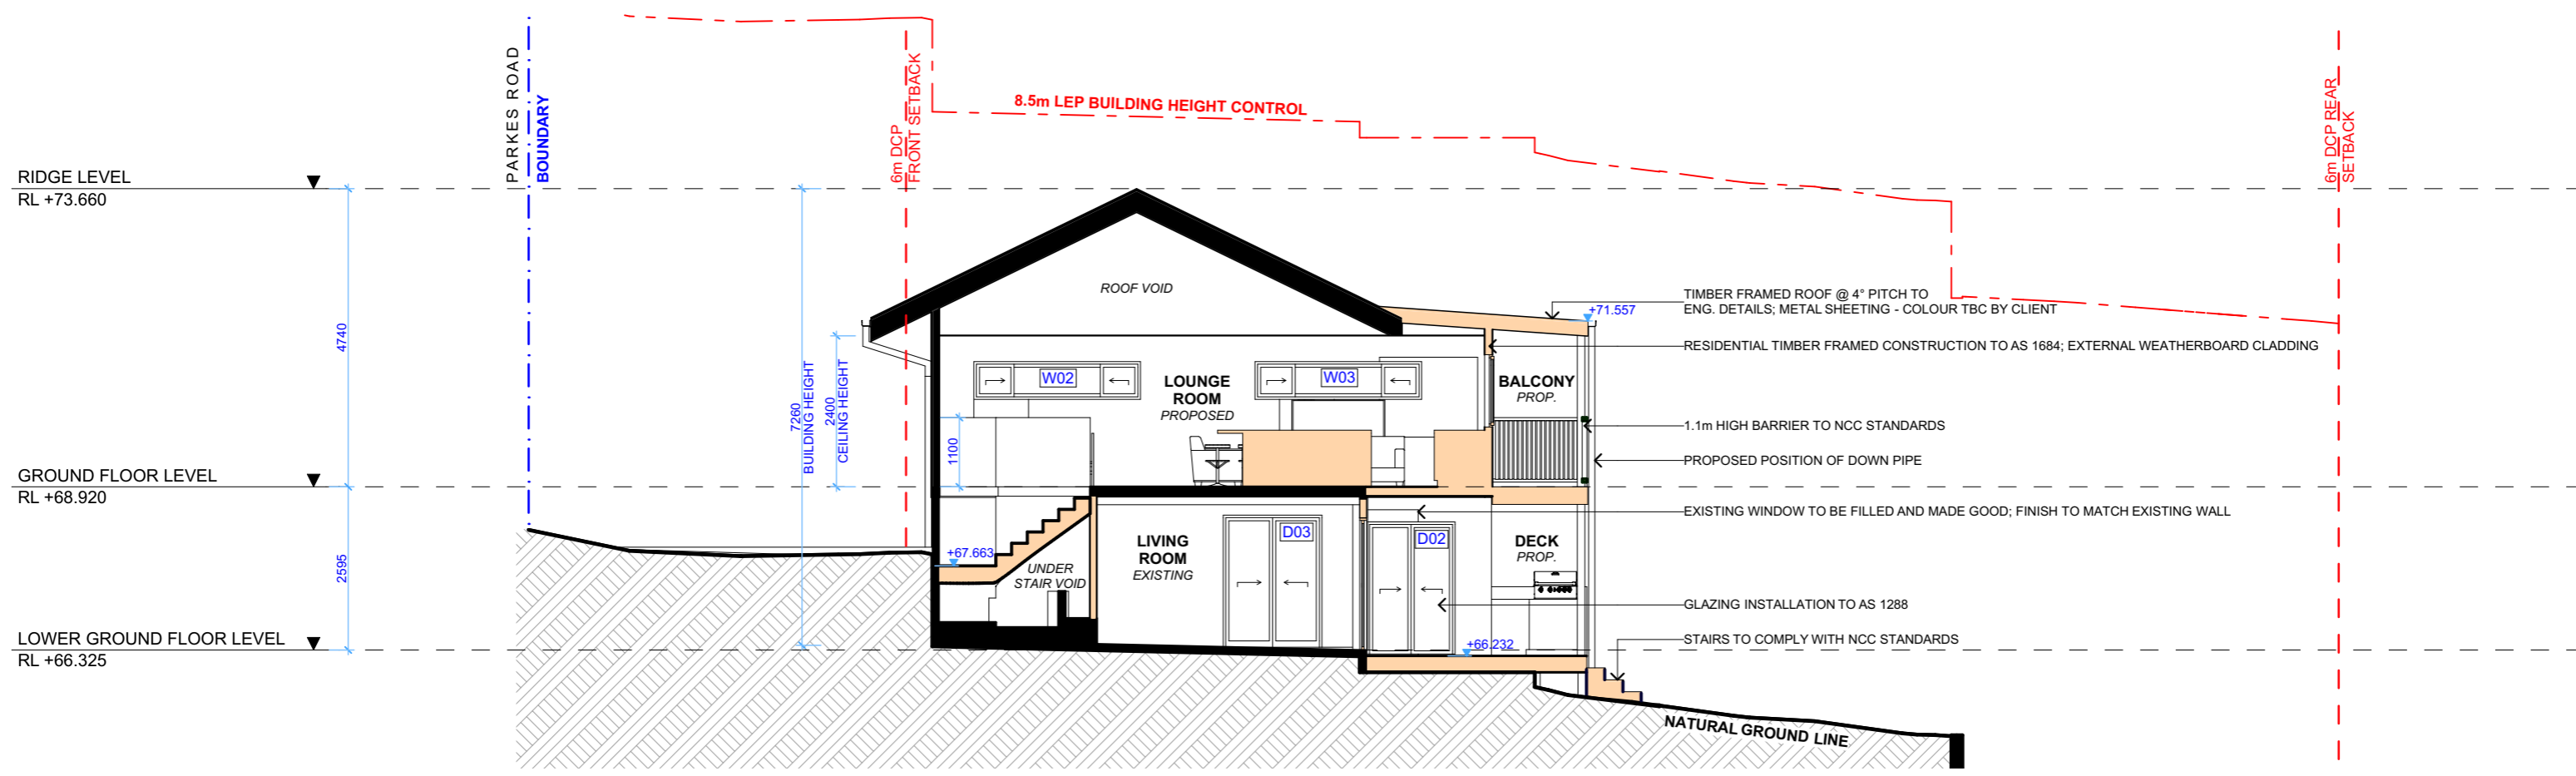 PARKES ROAD
BOUNDARY
6m DCP
FRONT SETBACK
8.5m LEP BUILDING HEIGHT CONTROL
6m DCP REAR
SETBACK
RIDGE LEVEL
RL +73.660
4740
7260
BUILDING HEIGHT
2400
CEILING HEIGHT
1100
ROOF VOID
+71.557
TIMBER FRAMED ROOF @ 4° PITCH TO
ENG. DETAILS; METAL SHEETING - COLOUR TBC BY CLIENT
RESIDENTIAL TIMBER FRAMED CONSTRUCTION TO AS 1684; EXTERNAL WEATHERBOARD CLADDING
W02
LOUNGE
ROOM
PROPOSED
W03
BALCONY
PROP.
1.1m HIGH BARRIER TO NCC STANDARDS
PROPOSED POSITION OF DOWN PIPE
GROUND FLOOR LEVEL
RL +68.920
2595
EXISTING WINDOW TO BE FILLED AND MADE GOOD; FINISH TO MATCH EXISTING WALL
+67.663
UNDER
STAIR VOID
LIVING
ROOM
EXISTING
D03
D02
DECK
PROP.
GLAZING INSTALLATION TO AS 1288
STAIRS TO COMPLY WITH NCC STANDARDS
+66.232
LOWER GROUND FLOOR LEVEL
RL +66.325
NATURAL GROUND LINE